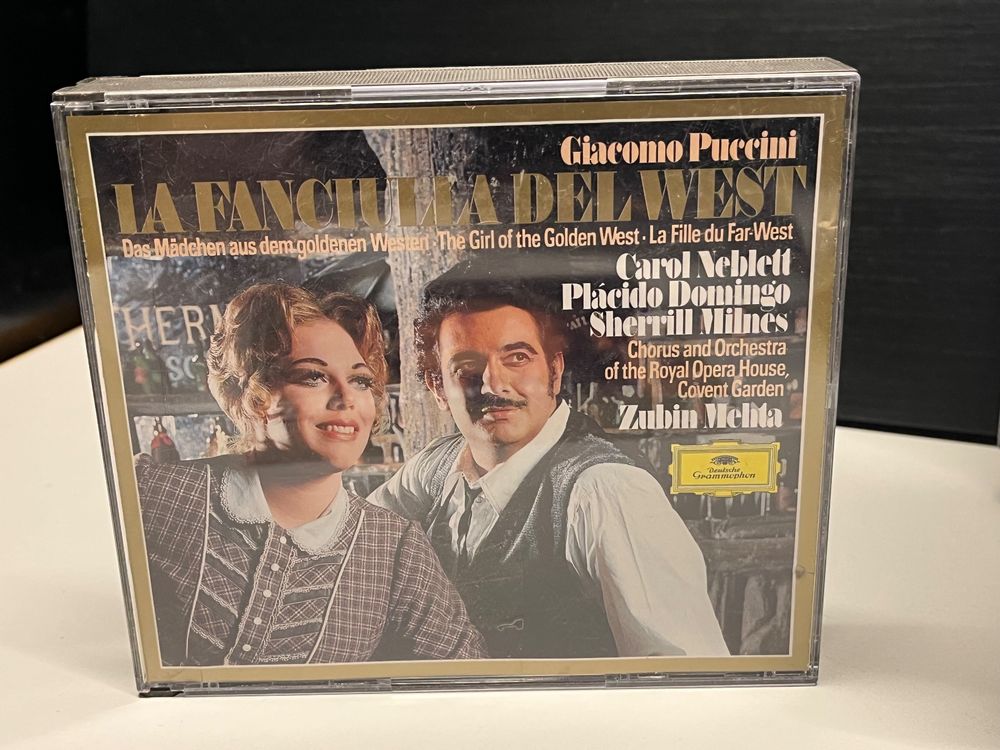 Giacomo Puccini
LA FANCIULLA DEL WEST
Das Mädchen aus dem goldenen Westen · The Girl of the Golden West · La Fille du Far-West
Carol Neblett
Plácido Domingo
Sherrill Milnes
Chorus and Orchestra
of the Royal Opera House,
Covent Garden
Zubin Mehta
Deutsche
Grammophon
HERM